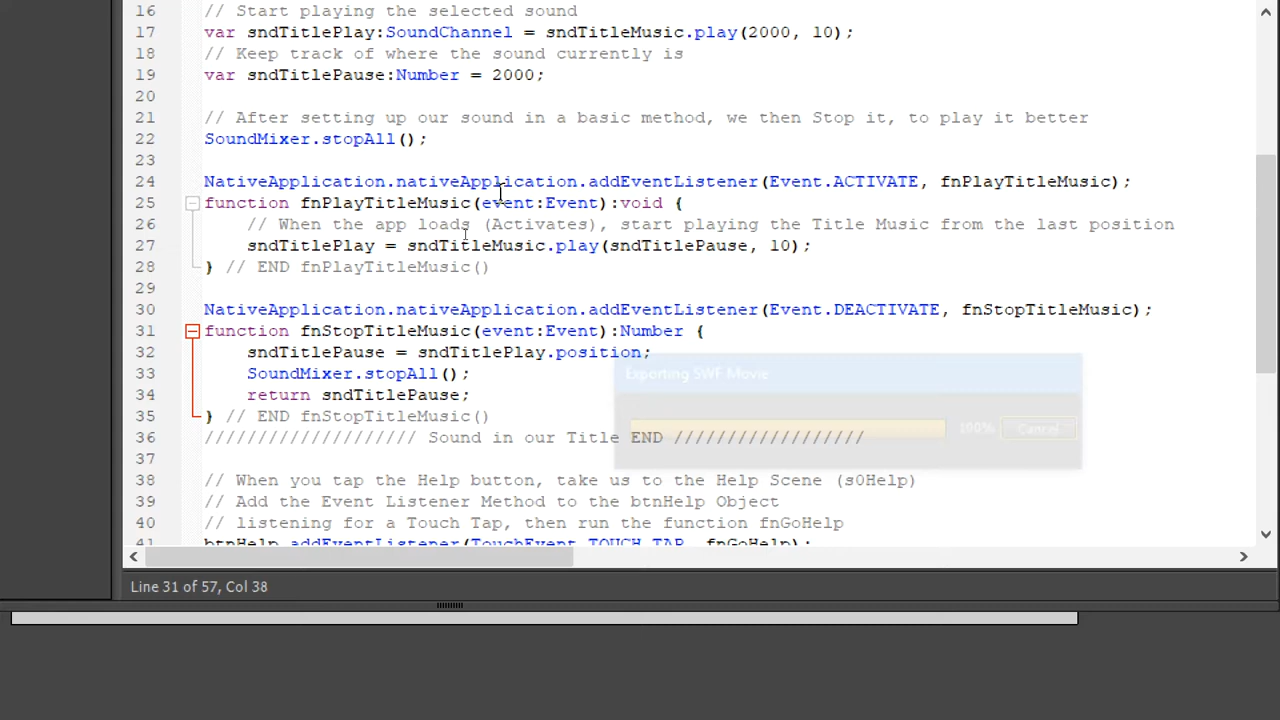 16 // Start playing the selected sound
17 var sndTitlePlay:SoundChannel = sndTitleMusic.play(2000, 10);
18 // Keep track of where the sound currently is
19 var sndTitlePause:Number = 2000;
20
21 // After setting up our sound in a basic method, we then Stop it, to play it better
22 SoundMixer.stopAll();
23
24 NativeApplication.nativeApplication.addEventListener(Event.ACTIVATE, fnPlayTitleMusic);
25 function fnPlayTitleMusic(event:Event):void {
26 // When the app loads (Activates), start playing the Title Music from the last position
27 sndTitlePlay = sndTitleMusic.play(sndTitlePause, 10);
28 } // END fnPlayTitleMusic()
29
30 NativeApplication.nativeApplication.addEventListener(Event.DEACTIVATE, fnStopTitleMusic);
31 function fnStopTitleMusic(event:Event):Number {
32 sndTitlePause = sndTitlePlay.position;
33 SoundMixer.stopAll();
Exporting SWF Movie
34 return sndTitlePause;
35 } // END fnStopTitleMusic()
100% Cancel
36 //////////////////// Sound in our Title END //////////////////
37
38 // When you tap the Help button, take us to the Help Scene (s0Help)
39 // Add the Event Listener Method to the btnHelp Object
40 // listening for a Touch Tap, then run the function fnGoHelp
41 btnHelp.addEventListener(TouchEvent.TOUCH_TAP, fnGoHelp);
Line 31 of 57, Col 38